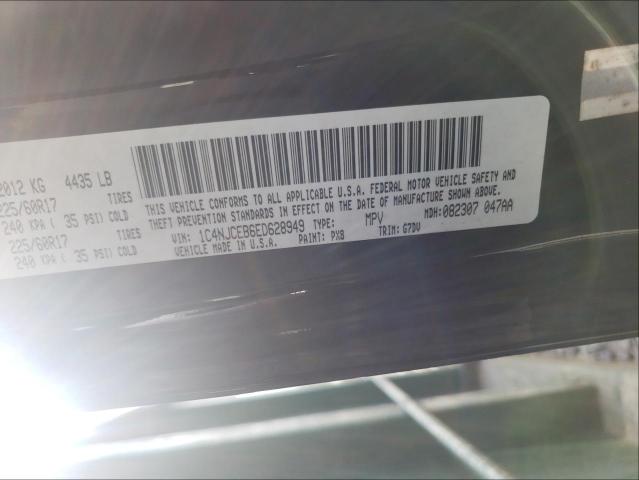 2012 KG 4435 LB
225/60R17 TIRES
240 KPA ( 35 PSI) COLD
225/60R17 TIRES
240 KPA ( 35 PSI) COLD
THIS VEHICLE CONFORMS TO ALL APPLICABLE U.S.A. FEDERAL MOTOR VEHICLE SAFETY AND
THEFT PREVENTION STANDARDS IN EFFECT ON THE DATE OF MANUFACTURE SHOWN ABOVE.
VIN: 1C4NJCEB6ED628949 TYPE: MPV MDH: 082307 047AA
VEHICLE MADE IN U.S.A. PAINT: PX8 TRIM: G7DV